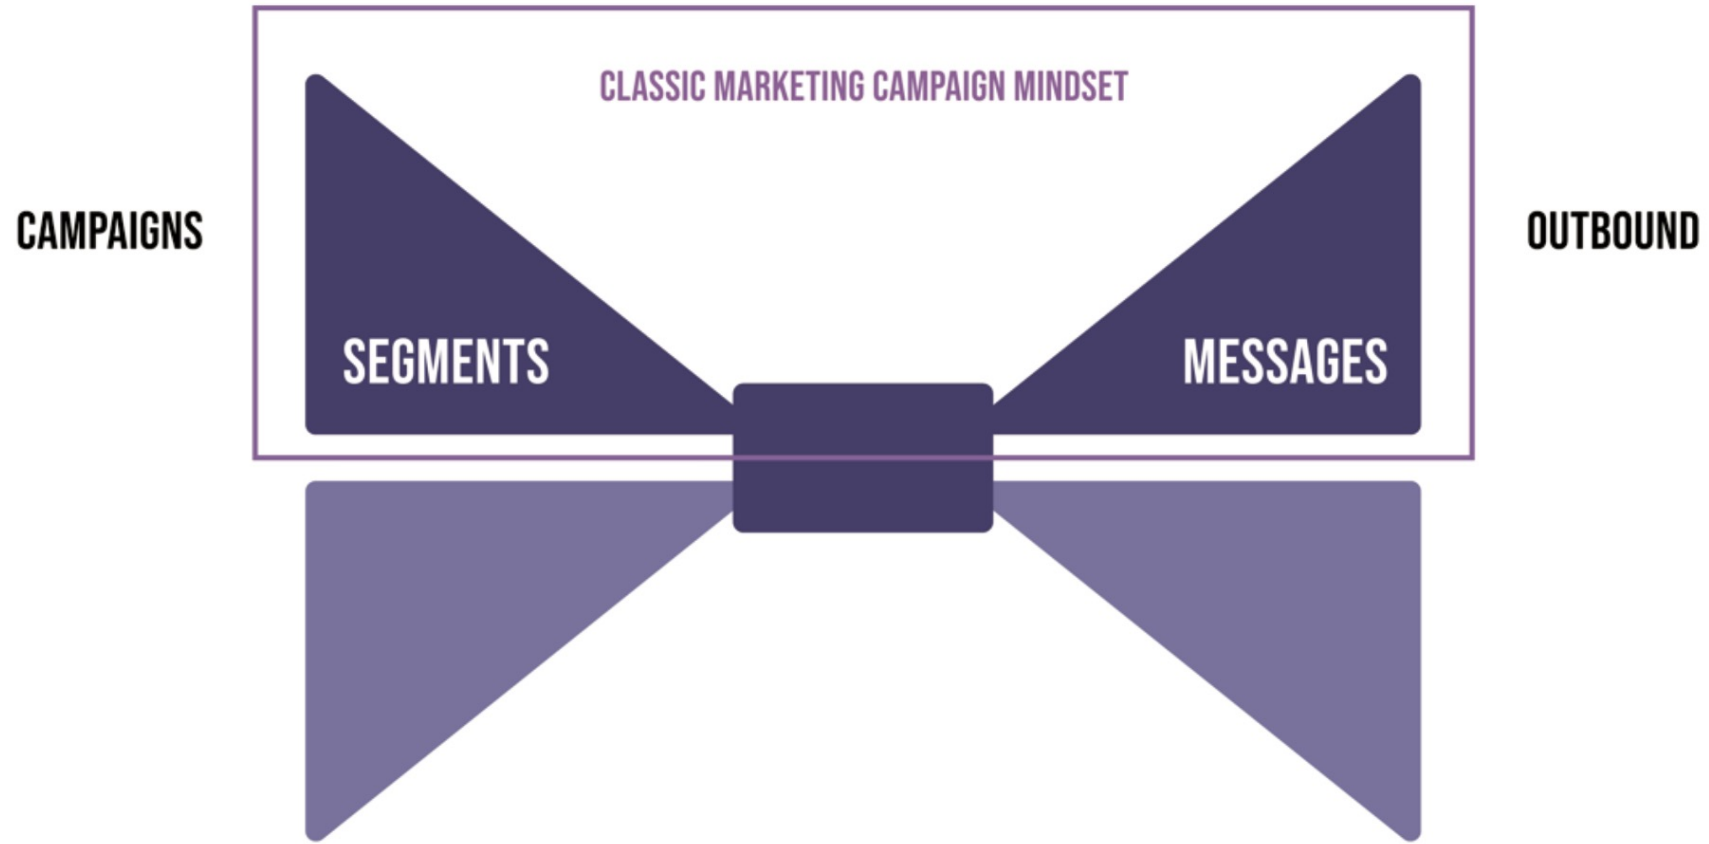 CLASSIC MARKETING CAMPAIGN MINDSET
CAMPAIGNS
OUTBOUND
SEGMENTS
MESSAGES